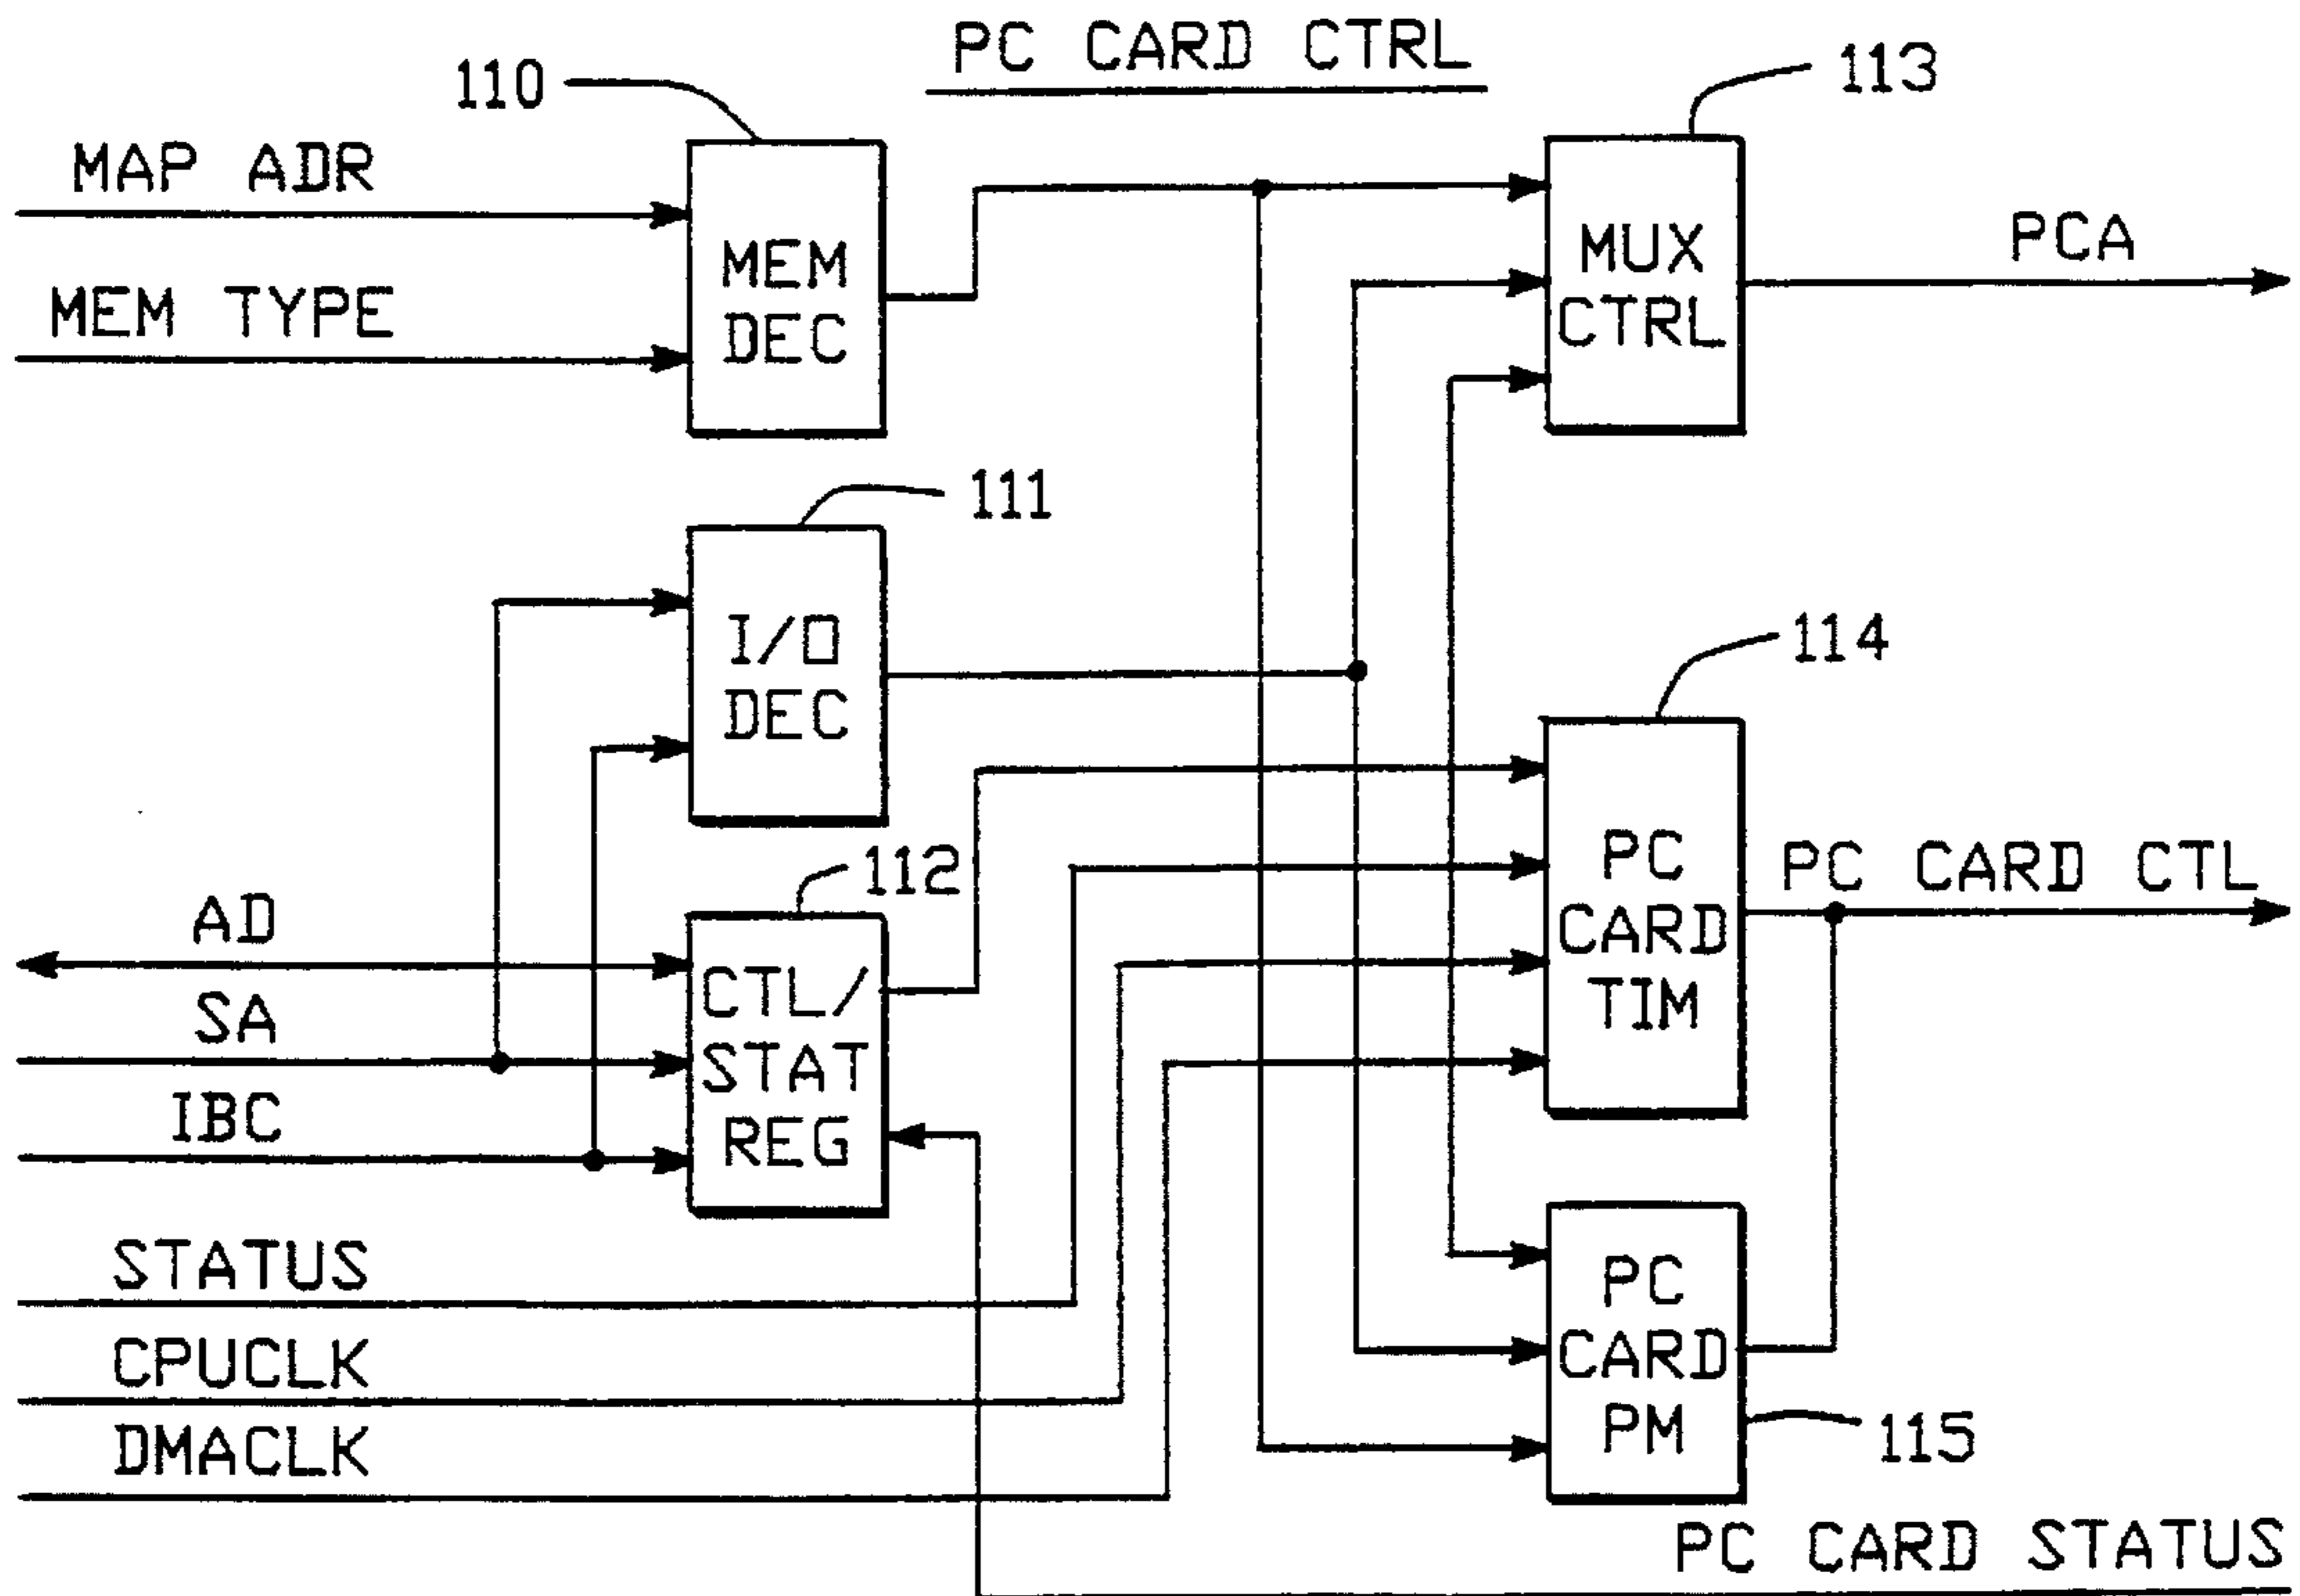 PC CARD CTRL
110
113
MAP ADR
MEM TYPE
MEM
DEC
MUX
CTRL
PCA
111
I/O
DEC
114
112
AD
SA
IBC
CTL/
STAT
REG
PC
CARD
TIM
PC CARD CTL
STATUS
CPUCLK
DMACLK
PC
CARD
PM
115
PC CARD STATUS